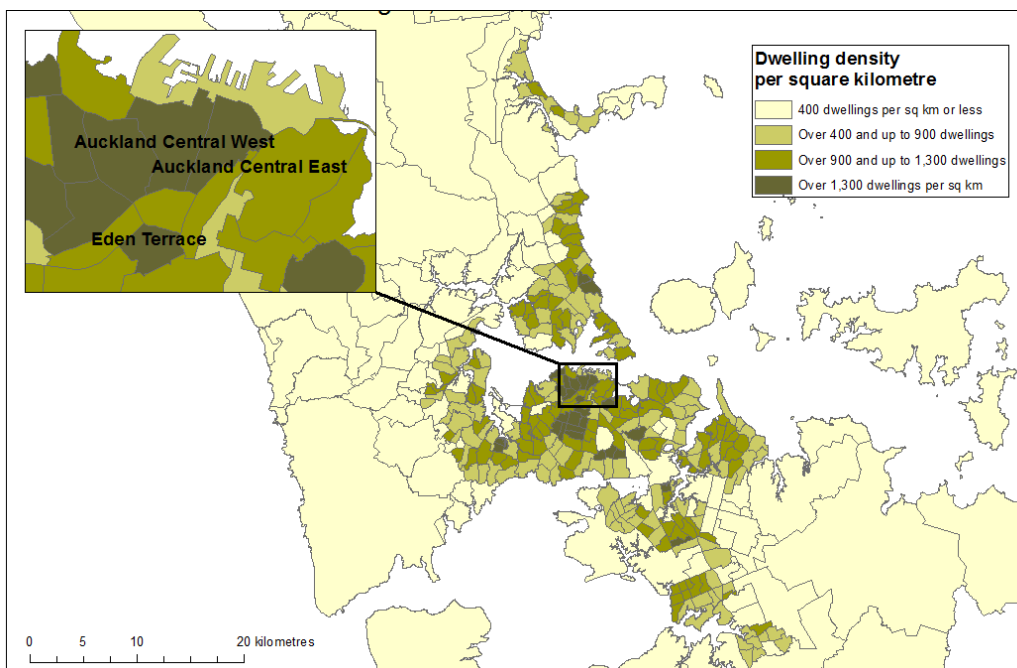 Dwelling density
per square kilometre
400 dwellings per sq km or less
Over 400 and up to 900 dwellings
Over 900 and up to 1,300 dwellings
Over 1,300 dwellings per sq km
Auckland Central West
Auckland Central East
Eden Terrace
0 5 10 20 kilometres